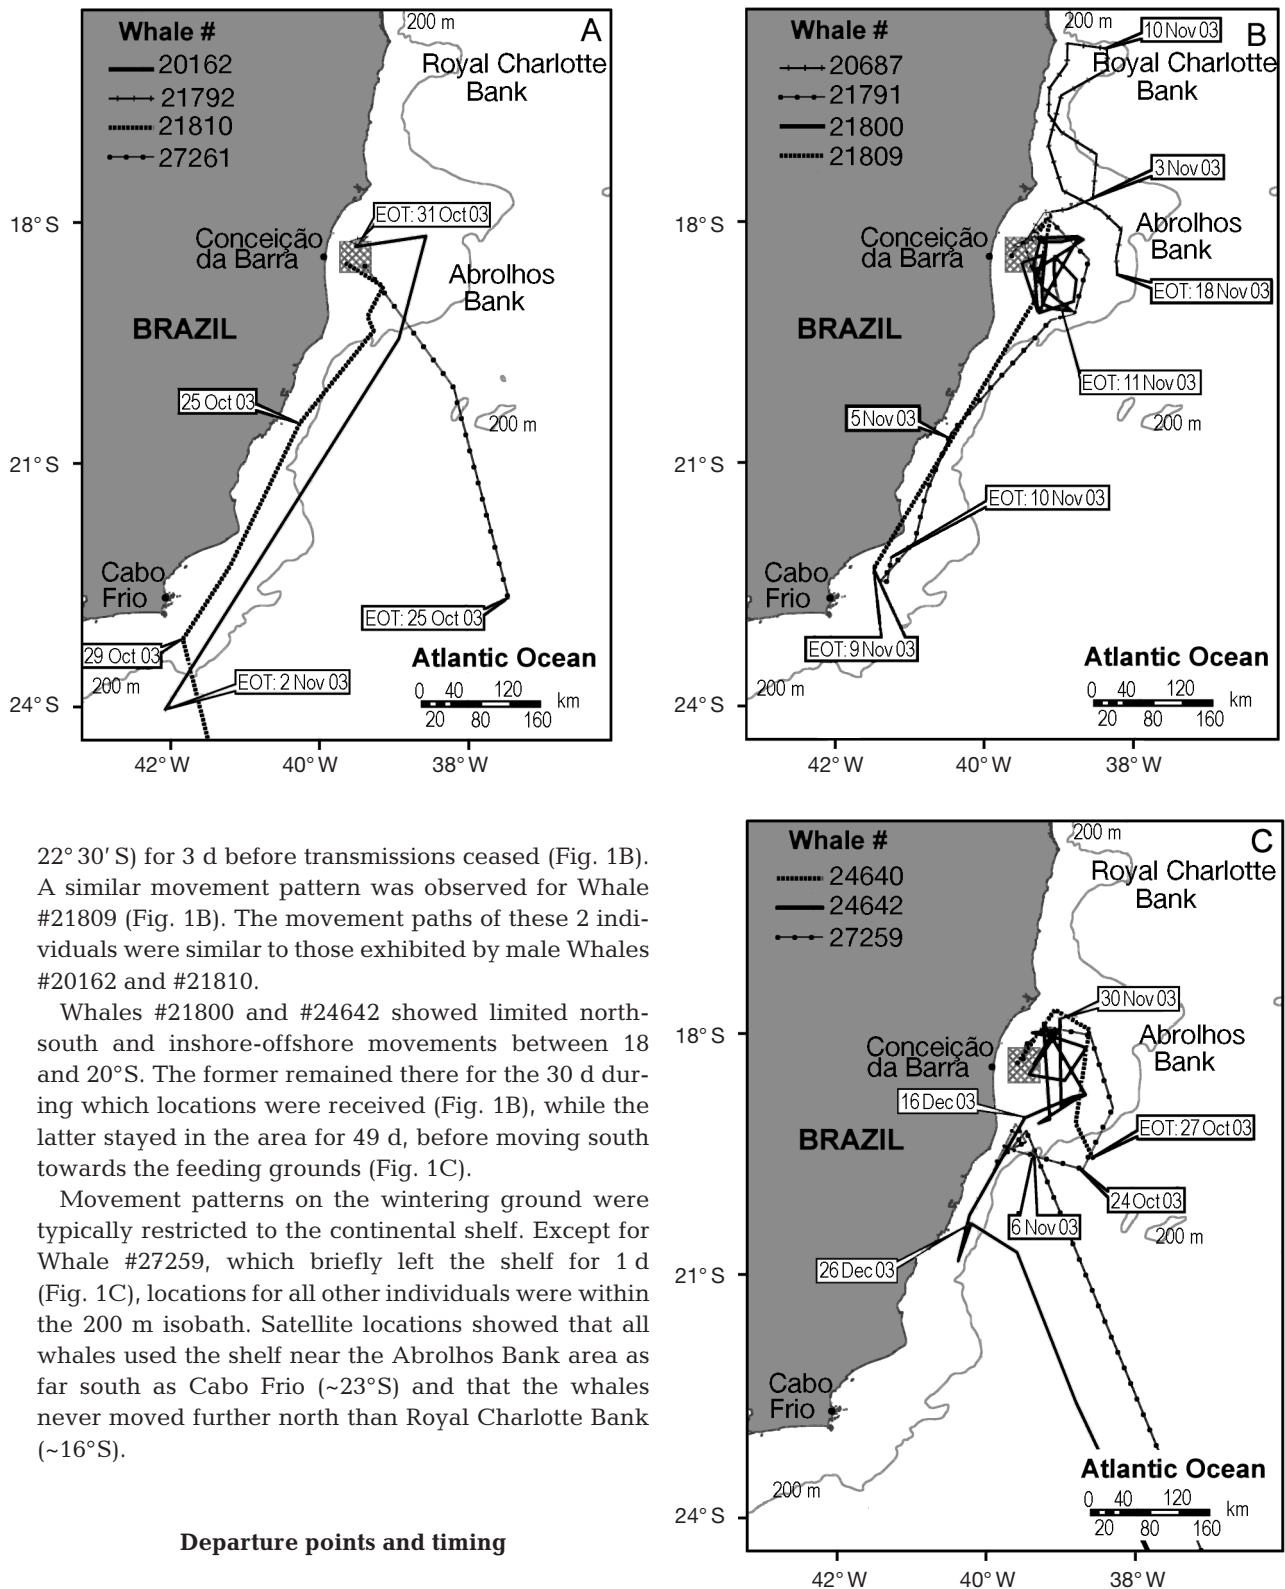 Whale #
20162
21792
21810
27261
A
200 m
Royal Charlotte
Bank
18°S
EOT: 31 Oct 03
Conceição
da Barra
Abrolhos
Bank
BRAZIL
25 Oct 03
200 m
21°S
Cabo
Frio
EOT: 25 Oct 03
29 Oct 03
Atlantic Ocean
EOT: 2 Nov 03
200 m
0 40 120
km
20 80 160
24°S
42°W 40°W 38°W
Whale #
20687
21791
21800
21809
B
200 m
10 Nov 03
Royal Charlotte
Bank
3 Nov 03
18°S
Abrolhos
Bank
Conceição
da Barra
EOT: 18 Nov 03
BRAZIL
EOT: 11 Nov 03
5 Nov 03
200 m
21°S
EOT: 10 Nov 03
Cabo
Frio
EOT: 9 Nov 03
Atlantic Ocean
200 m
0 40 120
km
20 80 160
24°S
42°W 40°W 38°W
22° 30′ S) for 3 d before transmissions ceased (Fig. 1B).
A similar movement pattern was observed for Whale
#21809 (Fig. 1B). The movement paths of these 2 indi-
viduals were similar to those exhibited by male Whales
#20162 and #21810.
Whales #21800 and #24642 showed limited north-
south and inshore-offshore movements between 18
and 20°S. The former remained there for the 30 d dur-
ing which locations were received (Fig. 1B), while the
latter stayed in the area for 49 d, before moving south
towards the feeding grounds (Fig. 1C).
Movement patterns on the wintering ground were
typically restricted to the continental shelf. Except for
Whale #27259, which briefly left the shelf for 1 d
(Fig. 1C), locations for all other individuals were within
the 200 m isobath. Satellite locations showed that all
whales used the shelf near the Abrolhos Bank area as
far south as Cabo Frio (~23°S) and that the whales
never moved further north than Royal Charlotte Bank
(~16°S).
Departure points and timing
Whale #
24640
24642
27259
C
200 m
Royal Charlotte
Bank
30 Nov 03
18°S
Abrolhos
Bank
Conceição
da Barra
16 Dec 03
EOT: 27 Oct 03
BRAZIL
24 Oct 03
6 Nov 03
200 m
26 Dec 03
21°S
Cabo
Frio
Atlantic Ocean
200 m
0 40 120
km
20 80 160
24°S
42°W 40°W 38°W